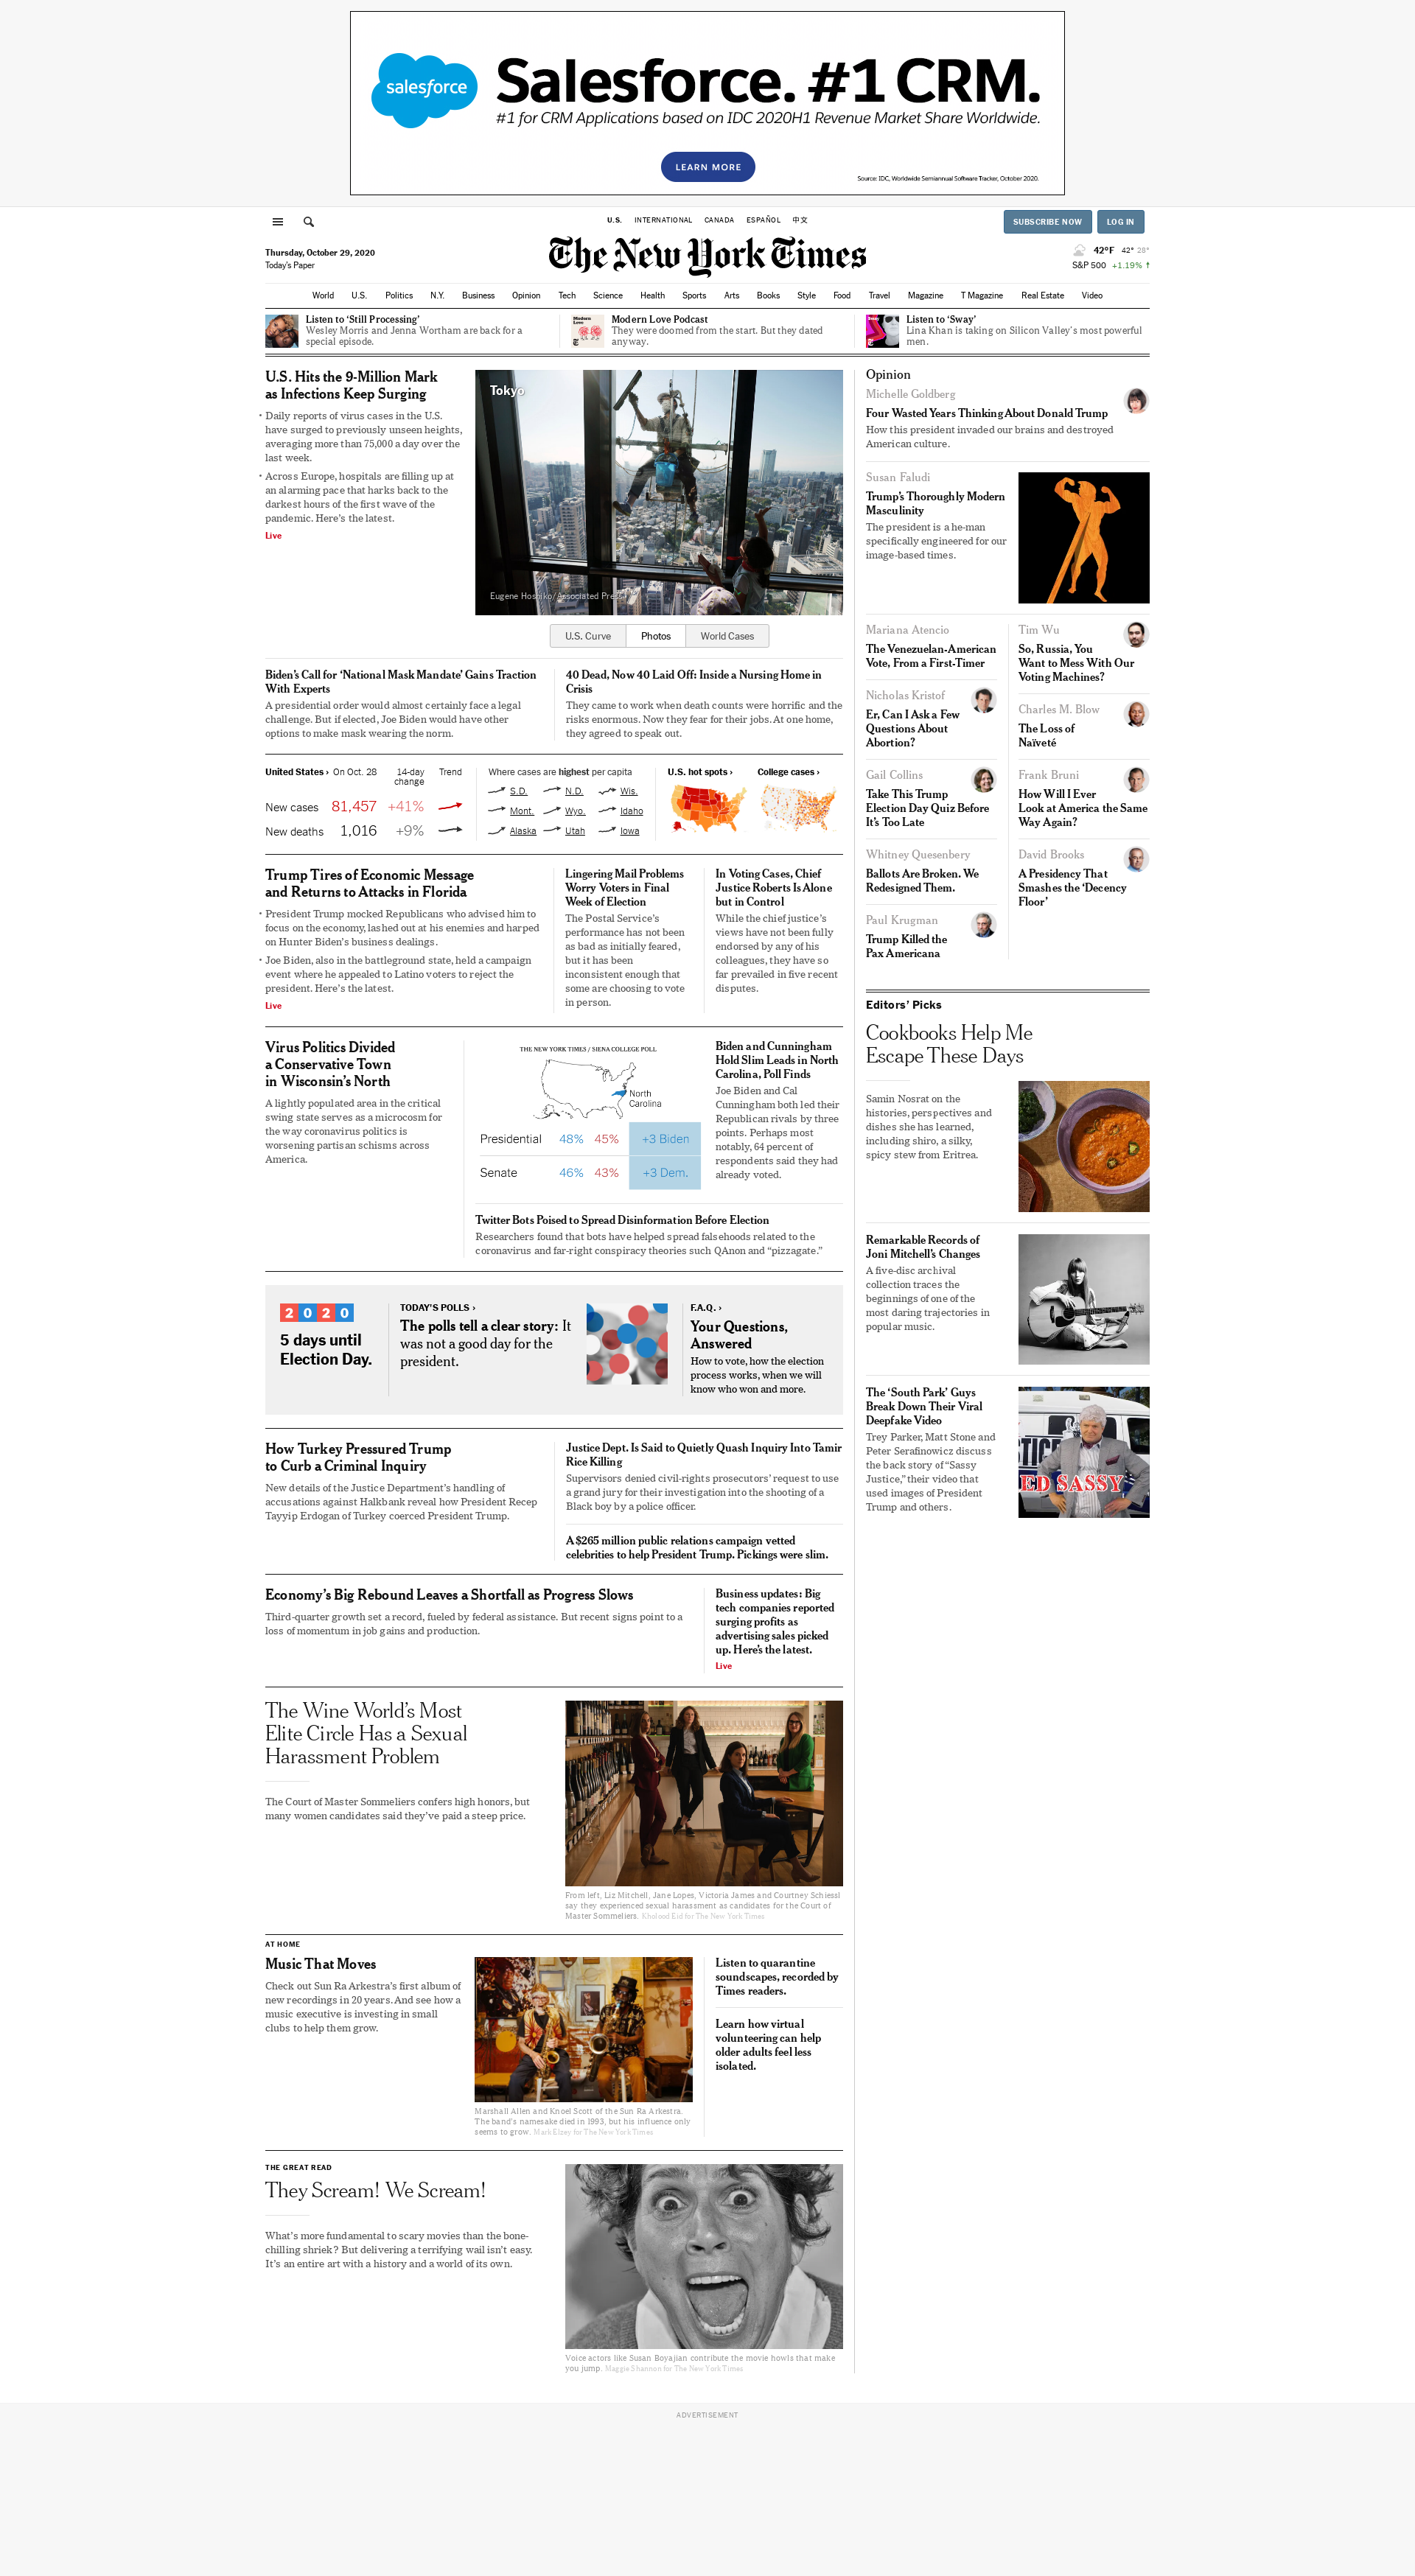 salesforce
Salesforce. #1 CRM.
#1 for CRM Applications based on IDC 2020H1 Revenue Market Share Worldwide.
LEARN MORE
Source: IDC, Worldwide Semiannual Software Tracker, October 2020.
U.S. INTERNATIONAL CANADA ESPAÑOL 中文
SUBSCRIBE NOW LOG IN
Thursday, October 29, 2020
Today's Paper
The New York Times
42°F 42° 28°
S&P 500 +1.19% ↑
World U.S. Politics N.Y. Business Opinion Tech Science Health Sports Arts Books Style Food Travel Magazine T Magazine Real Estate Video
Listen to ‘Still Processing’
Wesley Morris and Jenna Wortham are back for a
special episode.
Modern Love
Modern Love Podcast
They were doomed from the start. But they dated
anyway.
Listen to ‘Sway’
Lina Khan is taking on Silicon Valley's most powerful
men.
U.S. Hits the 9-Million Mark
as Infections Keep Surging
• Daily reports of virus cases in the U.S.
have surged to previously unseen heights,
averaging more than 75,000 a day over the
last week.
• Across Europe, hospitals are filling up at
an alarming pace that harks back to the
darkest hours of the first wave of the
pandemic. Here's the latest.
Live
Tokyo
Eugene Hoshiko/Associated Press
U.S. Curve Photos World Cases
Biden's Call for ‘National Mask Mandate’ Gains Traction
With Experts
A presidential order would almost certainly face a legal
challenge. But if elected, Joe Biden would have other
options to make mask wearing the norm.
40 Dead, Now 40 Laid Off: Inside a Nursing Home in
Crisis
They came to work when death counts were horrific and the
risks enormous. Now they fear for their jobs. At one home,
they agreed to speak out.
United States › On Oct. 28 14-day
change Trend
New cases 81,457 +41%
New deaths 1,016 +9%
Where cases are highest per capita
S.D. N.D. Wis.
Mont. Wyo. Idaho
Alaska Utah Iowa
U.S. hot spots › College cases ›
Trump Tires of Economic Message
and Returns to Attacks in Florida
• President Trump mocked Republicans who advised him to
focus on the economy, lashed out at his enemies and harped
on Hunter Biden's business dealings.
• Joe Biden, also in the battleground state, held a campaign
event where he appealed to Latino voters to reject the
president. Here's the latest.
Live
Lingering Mail Problems
Worry Voters in Final
Week of Election
The Postal Service's
performance has not been
as bad as initially feared,
but it has been
inconsistent enough that
some are choosing to vote
in person.
In Voting Cases, Chief
Justice Roberts Is Alone
but in Control
While the chief justice's
views have not been fully
endorsed by any of his
colleagues, they have so
far prevailed in five recent
disputes.
Virus Politics Divided
a Conservative Town
in Wisconsin's North
A lightly populated area in the critical
swing state serves as a microcosm for
the way coronavirus politics is
worsening partisan schisms across
America.
THE NEW YORK TIMES / SIENA COLLEGE POLL
North
Carolina
Presidential 48% 45% +3 Biden
Senate 46% 43% +3 Dem.
Biden and Cunningham
Hold Slim Leads in North
Carolina, Poll Finds
Joe Biden and Cal
Cunningham both led their
Republican rivals by three
points. Perhaps most
notably, 64 percent of
respondents said they had
already voted.
Twitter Bots Poised to Spread Disinformation Before Election
Researchers found that bots have helped spread falsehoods related to the
coronavirus and far-right conspiracy theories such QAnon and “pizzagate.”
2020
5 days until
Election Day.
TODAY'S POLLS ›
The polls tell a clear story: It
was not a good day for the
president.
F.A.Q. ›
Your Questions,
Answered
How to vote, how the election
process works, when we will
know who won and more.
How Turkey Pressured Trump
to Curb a Criminal Inquiry
New details of the Justice Department's handling of
accusations against Halkbank reveal how President Recep
Tayyip Erdogan of Turkey coerced President Trump.
Justice Dept. Is Said to Quietly Quash Inquiry Into Tamir
Rice Killing
Supervisors denied civil-rights prosecutors' request to use
a grand jury for their investigation into the shooting of a
Black boy by a police officer.
A $265 million public relations campaign vetted
celebrities to help President Trump. Pickings were slim.
Economy's Big Rebound Leaves a Shortfall as Progress Slows
Third-quarter growth set a record, fueled by federal assistance. But recent signs point to a
loss of momentum in job gains and production.
Business updates: Big
tech companies reported
surging profits as
advertising sales picked
up. Here's the latest.
Live
The Wine World's Most
Elite Circle Has a Sexual
Harassment Problem
The Court of Master Sommeliers confers high honors, but
many women candidates said they've paid a steep price.
From left, Liz Mitchell, Jane Lopes, Victoria James and Courtney Schiessl
say they experienced sexual harassment as candidates for the Court of
Master Sommeliers. Kholood Eid for The New York Times
AT HOME
Music That Moves
Check out Sun Ra Arkestra's first album of
new recordings in 20 years. And see how a
music executive is investing in small
clubs to help them grow.
Marshall Allen and Knoel Scott of the Sun Ra Arkestra.
The band's namesake died in 1993, but his influence only
seems to grow. Mark Elzey for The New York Times
Listen to quarantine
soundscapes, recorded by
Times readers.
Learn how virtual
volunteering can help
older adults feel less
isolated.
THE GREAT READ
They Scream! We Scream!
What's more fundamental to scary movies than the bone-
chilling shriek? But delivering a terrifying wail isn't easy.
It's an entire art with a history and a world of its own.
Voice actors like Susan Boyajian contribute the movie howls that make
you jump. Maggie Shannon for The New York Times
Opinion
Michelle Goldberg
Four Wasted Years Thinking About Donald Trump
How this president invaded our brains and destroyed
American culture.
Susan Faludi
Trump's Thoroughly Modern
Masculinity
The president is a he-man
specifically engineered for our
image-based times.
Mariana Atencio
The Venezuelan-American
Vote, From a First-Timer
Nicholas Kristof
Er, Can I Ask a Few
Questions About
Abortion?
Gail Collins
Take This Trump
Election Day Quiz Before
It's Too Late
Whitney Quesenbery
Ballots Are Broken. We
Redesigned Them.
Paul Krugman
Trump Killed the
Pax Americana
Tim Wu
So, Russia, You
Want to Mess With Our
Voting Machines?
Charles M. Blow
The Loss of
Naïveté
Frank Bruni
How Will I Ever
Look at America the Same
Way Again?
David Brooks
A Presidency That
Smashes the ‘Decency
Floor’
Editors' Picks
Cookbooks Help Me
Escape These Days
Samin Nosrat on the
histories, perspectives and
dishes she has learned,
including shiro, a silky,
spicy stew from Eritrea.
Remarkable Records of
Joni Mitchell's Changes
A five-disc archival
collection traces the
beginnings of one of the
most daring trajectories in
popular music.
The ‘South Park’ Guys
Break Down Their Viral
Deepfake Video
Trey Parker, Matt Stone and
Peter Serafinowicz discuss
the back story of “Sassy
Justice,” their video that
used images of President
Trump and others.
ED SASSY
ADVERTISEMENT